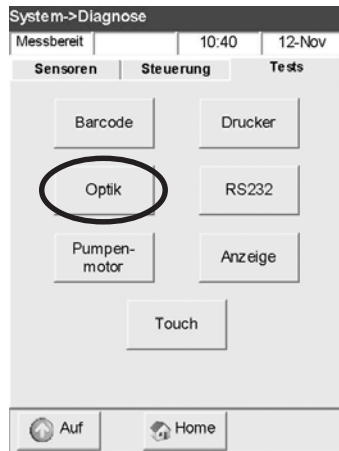 System->Diagnose
Messbereit 10:40 12-Nov
Sensoren Steuerung Tests
Barcode Drucker
Optik RS232
Pumpen-
motor Anzeige
Touch
Auf Home